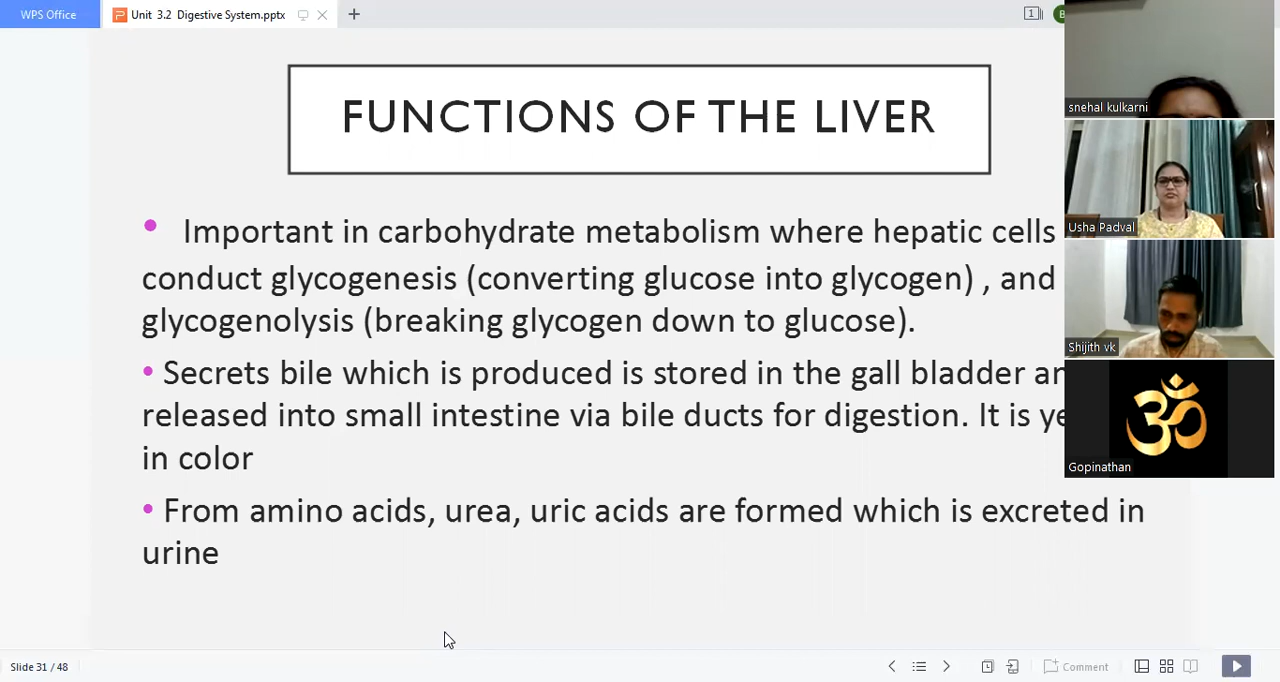 WPS Office
Unit 3.2 Digestive System.pptx
1
B
FUNCTIONS OF THE LIVER
• Important in carbohydrate metabolism where hepatic cells
conduct glycogenesis (converting glucose into glycogen) , and
glycogenolysis (breaking glycogen down to glucose).
• Secrets bile which is produced is stored in the gall bladder
released into small intestine via bile ducts for digestion. It is
in color
• From amino acids, urea, uric acids are formed which is excreted in
urine
snehal kulkarni
Usha Padval
Shijith vk
ॐ
Gopinathan
Slide 31 / 48
Comment